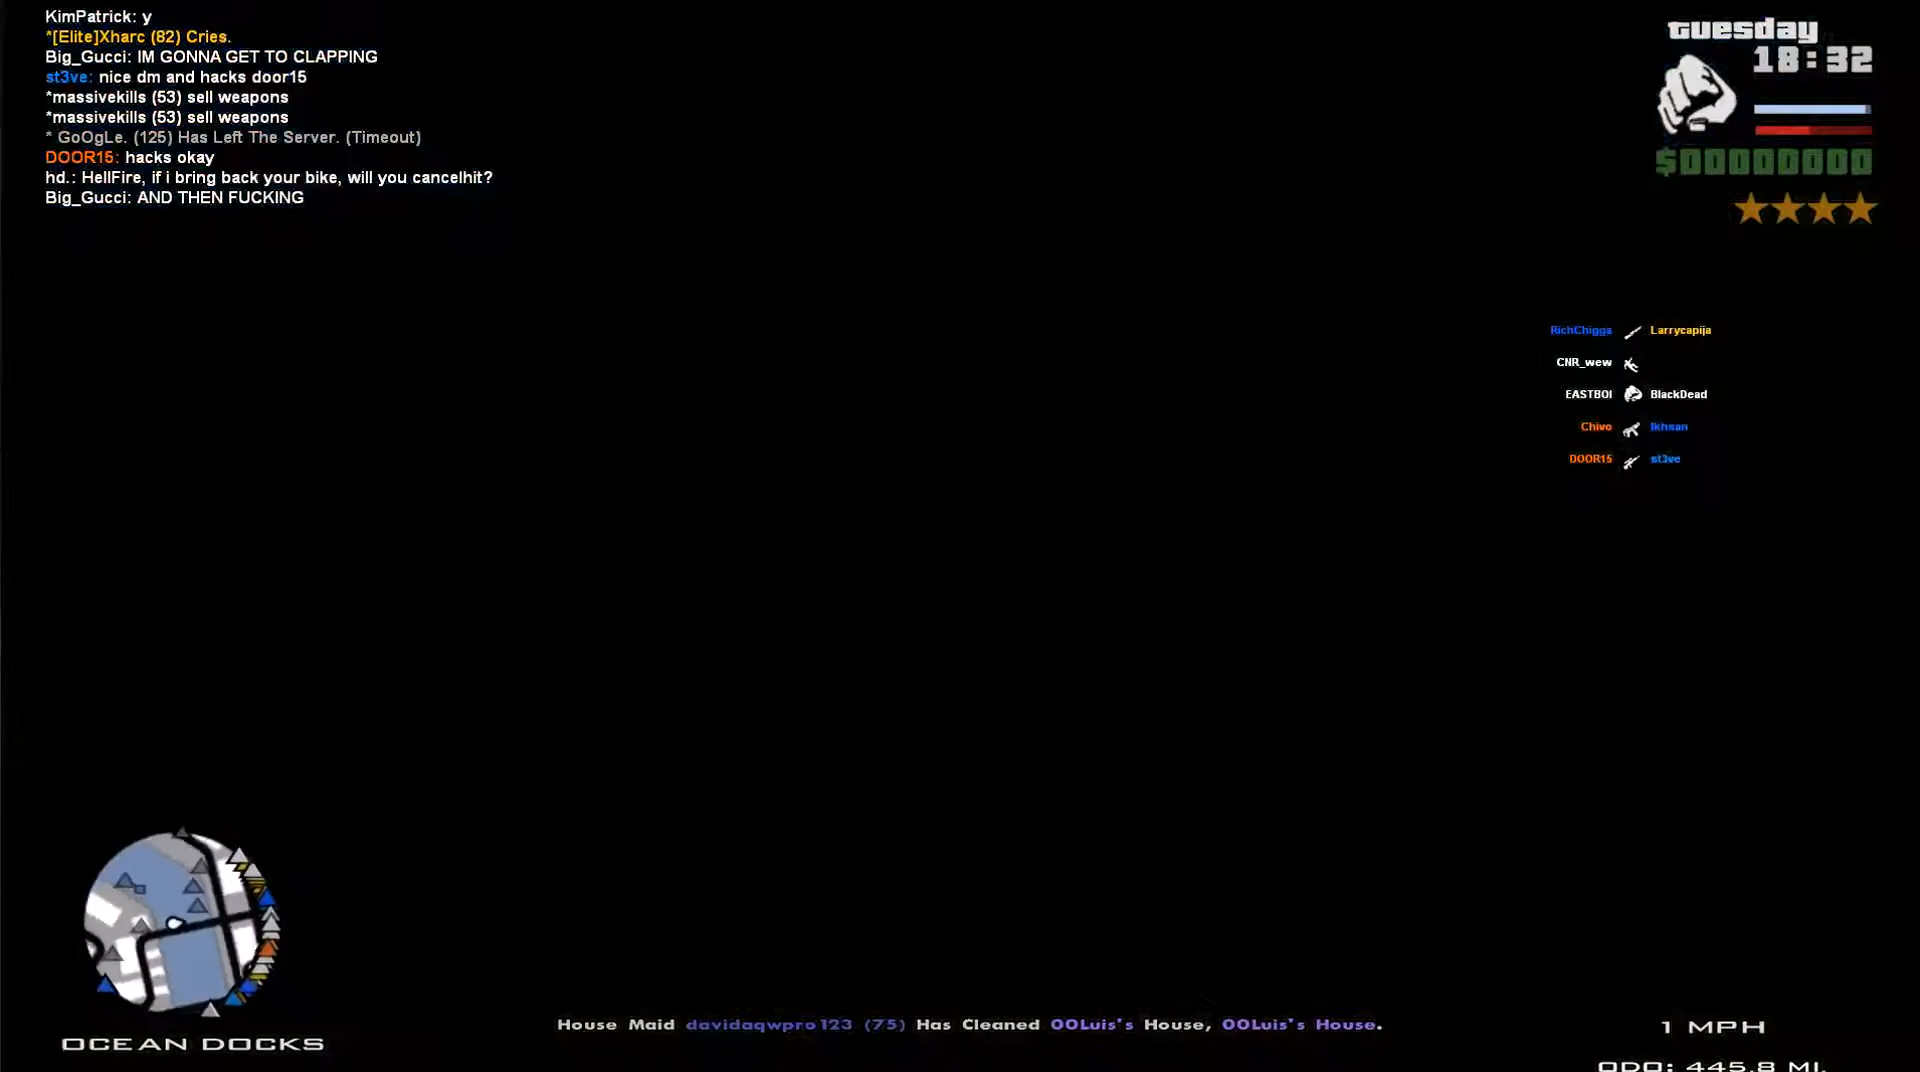 KimPatrick: y
*[Elite]Xharc (82) Cries.
Big_Gucci: IM GONNA GET TO CLAPPING
st3ve: nice dm and hacks door15
*massivekills (53) sell weapons
*massivekills (53) sell weapons
* GoOgLe. (125) Has Left The Server. (Timeout)
DOOR15: hacks okay
hd.: HellFire, if i bring back your bike, will you cancelhit?
Big_Gucci: AND THEN FUCKING
Tuesday
18:32
$00000000
RichChigga Larrycapija
CNR_wew
EASTBOI BlackDead
Chivo Ikhsan
DOOR15 st3ve
House Maid davidaqwpro123 (75) Has Cleaned OOLuis's House, OOLuis's House.
OCEAN DOCKS
1 MPH
ODO: 445.8 MI.